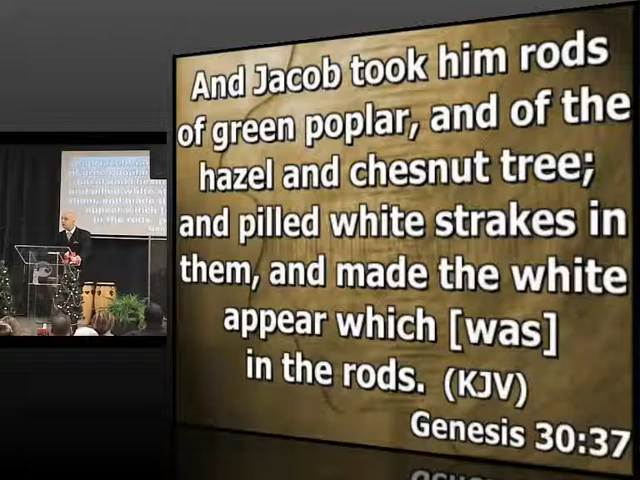 And Jacob took him rods
of green poplar, and of the
hazel and chesnut tree;
and pilled white strakes in
them, and made the white
appear which [was]
in the rods. (KJV)
Genesis 30:37